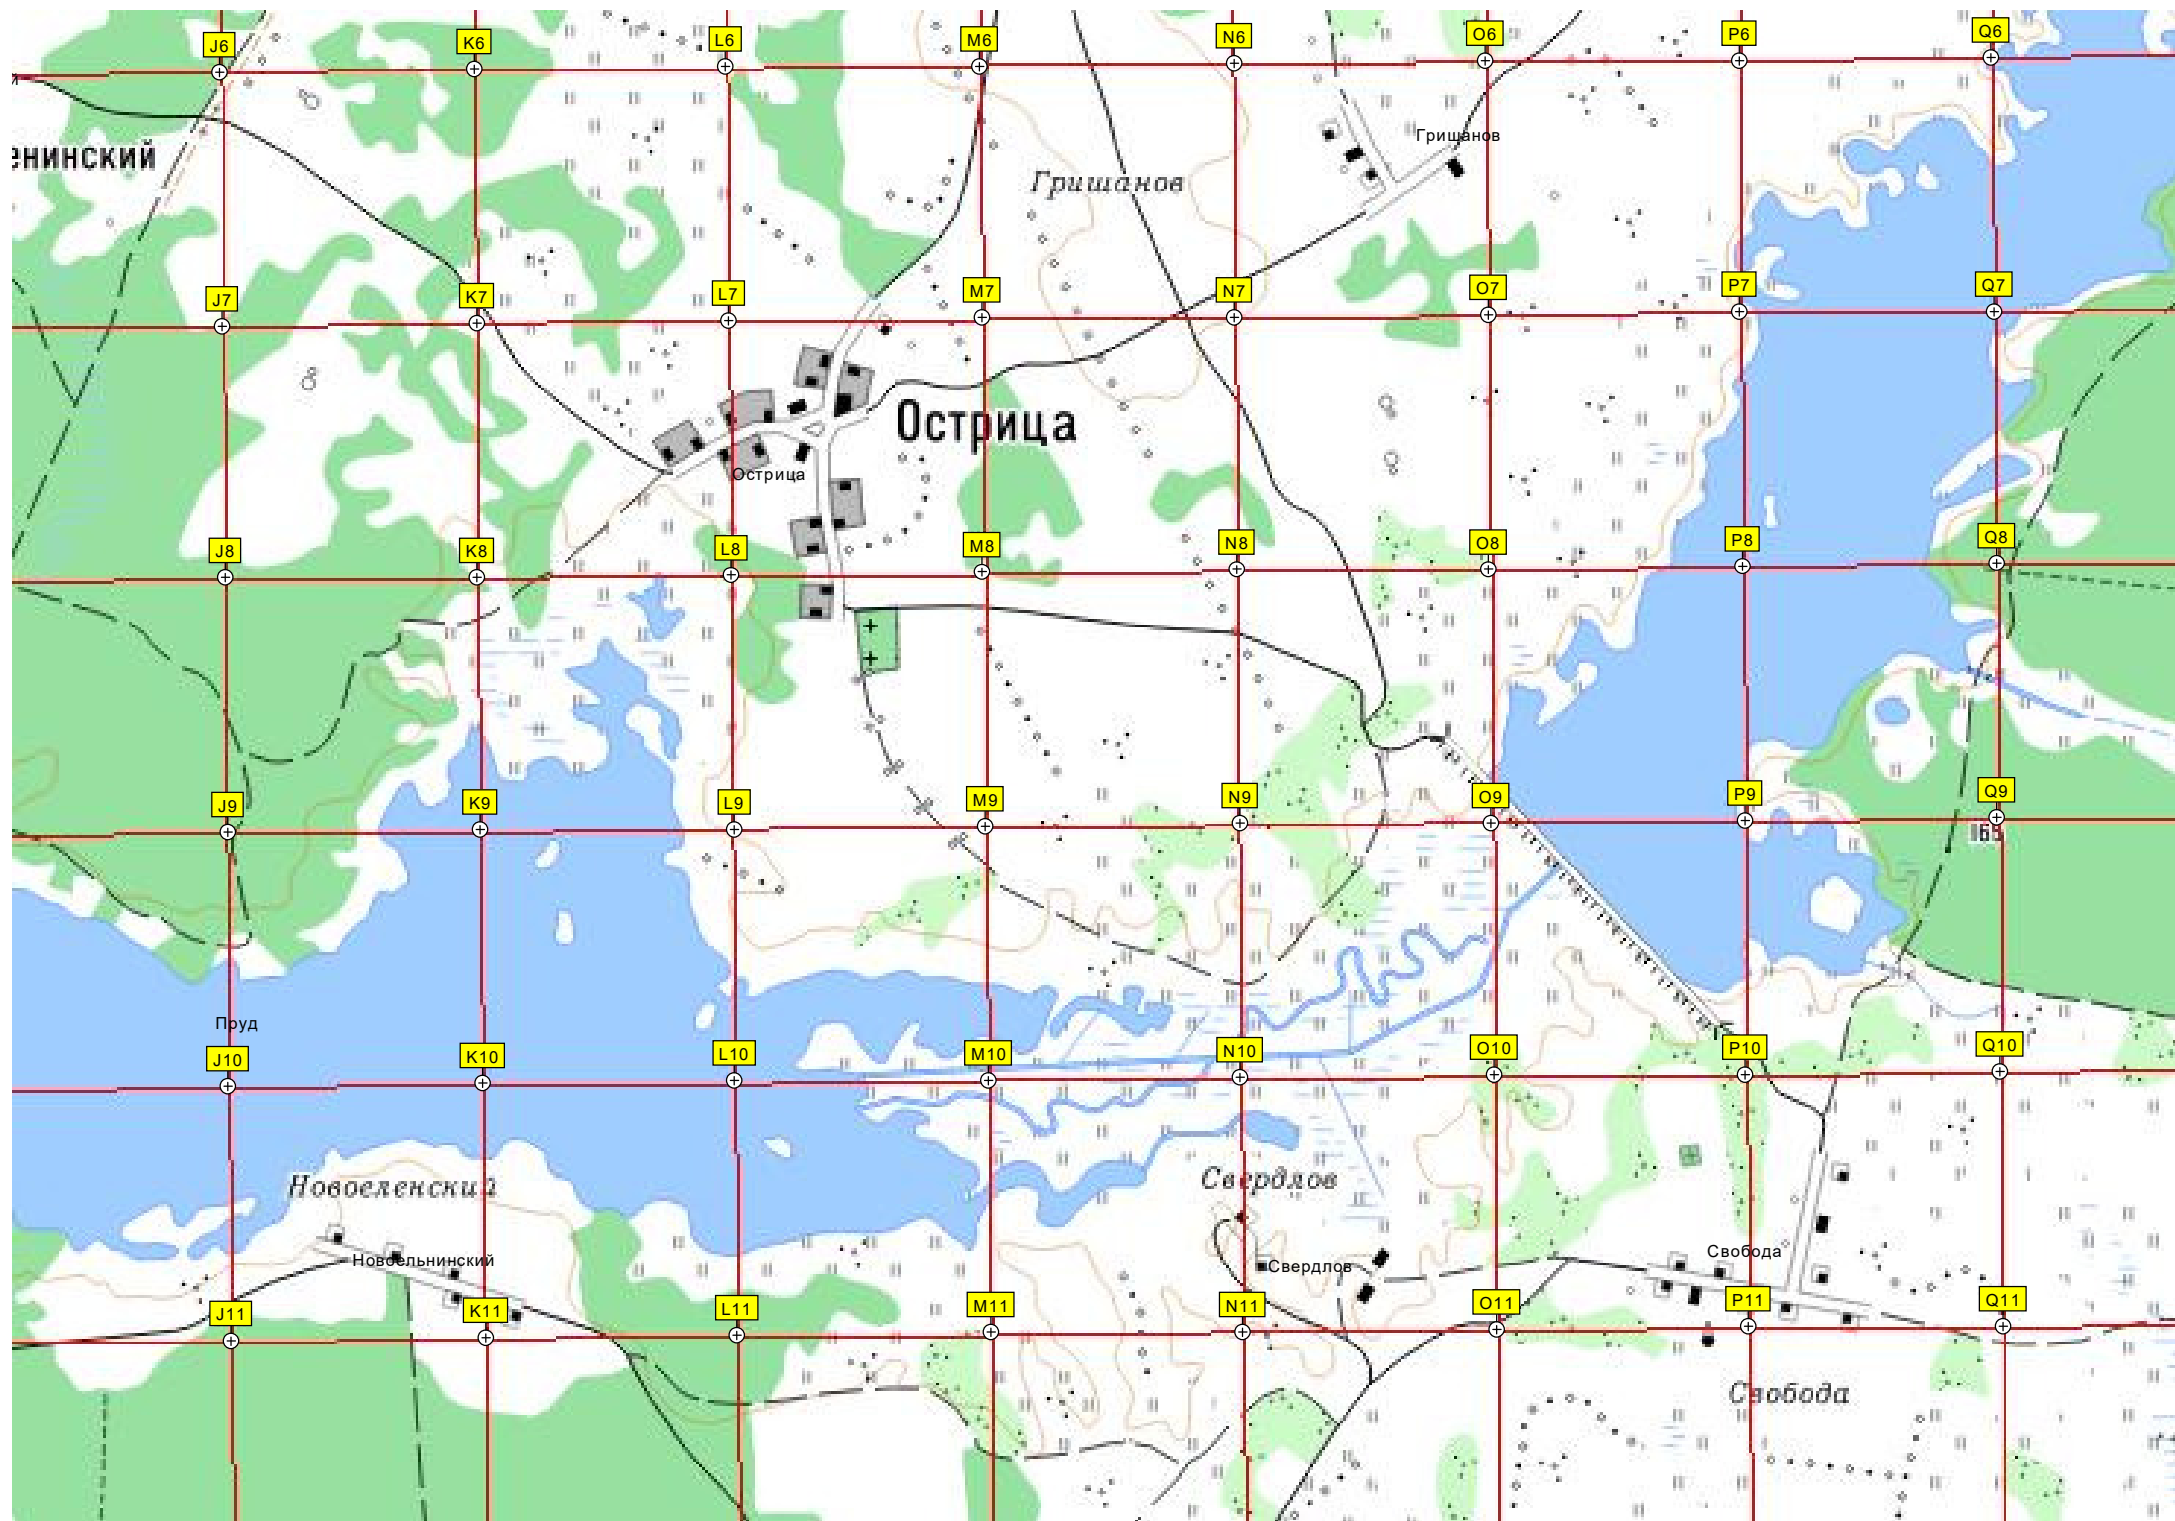 J6 K6 L6 M6 N6 O6 P6 Q6
Грищанов
енинский
Грищанов
J7 K7 L7 M7 N7 O7 P7 Q7
Острица
Острица
J8 K8 L8 M8 N8 O8 P8 Q8
J9 K9 L9 M9 N9 O9 P9 Q9
165
Пруд
J10 K10 L10 M10 N10 O10 P10 Q10
Новоеленский
Свердлов
Свобода
Новоельнинский
Свердлов
J11 K11 L11 M11 N11 O11 P11 Q11
Свобода